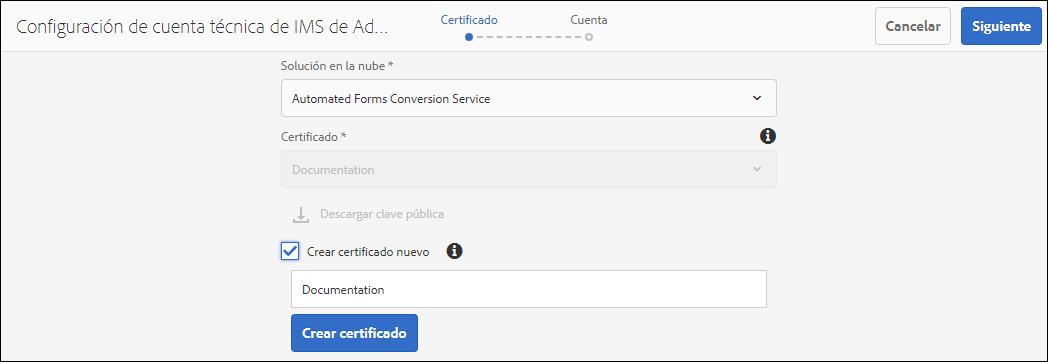 Configuración de cuenta técnica de IMS de Ad...
Certificado
Cuenta
Cancelar
Siguiente
Solución en la nube *
Automated Forms Conversion Service
Certificado *
Documentation
Descargar clave pública
Crear certificado nuevo
Documentation
Crear certificado